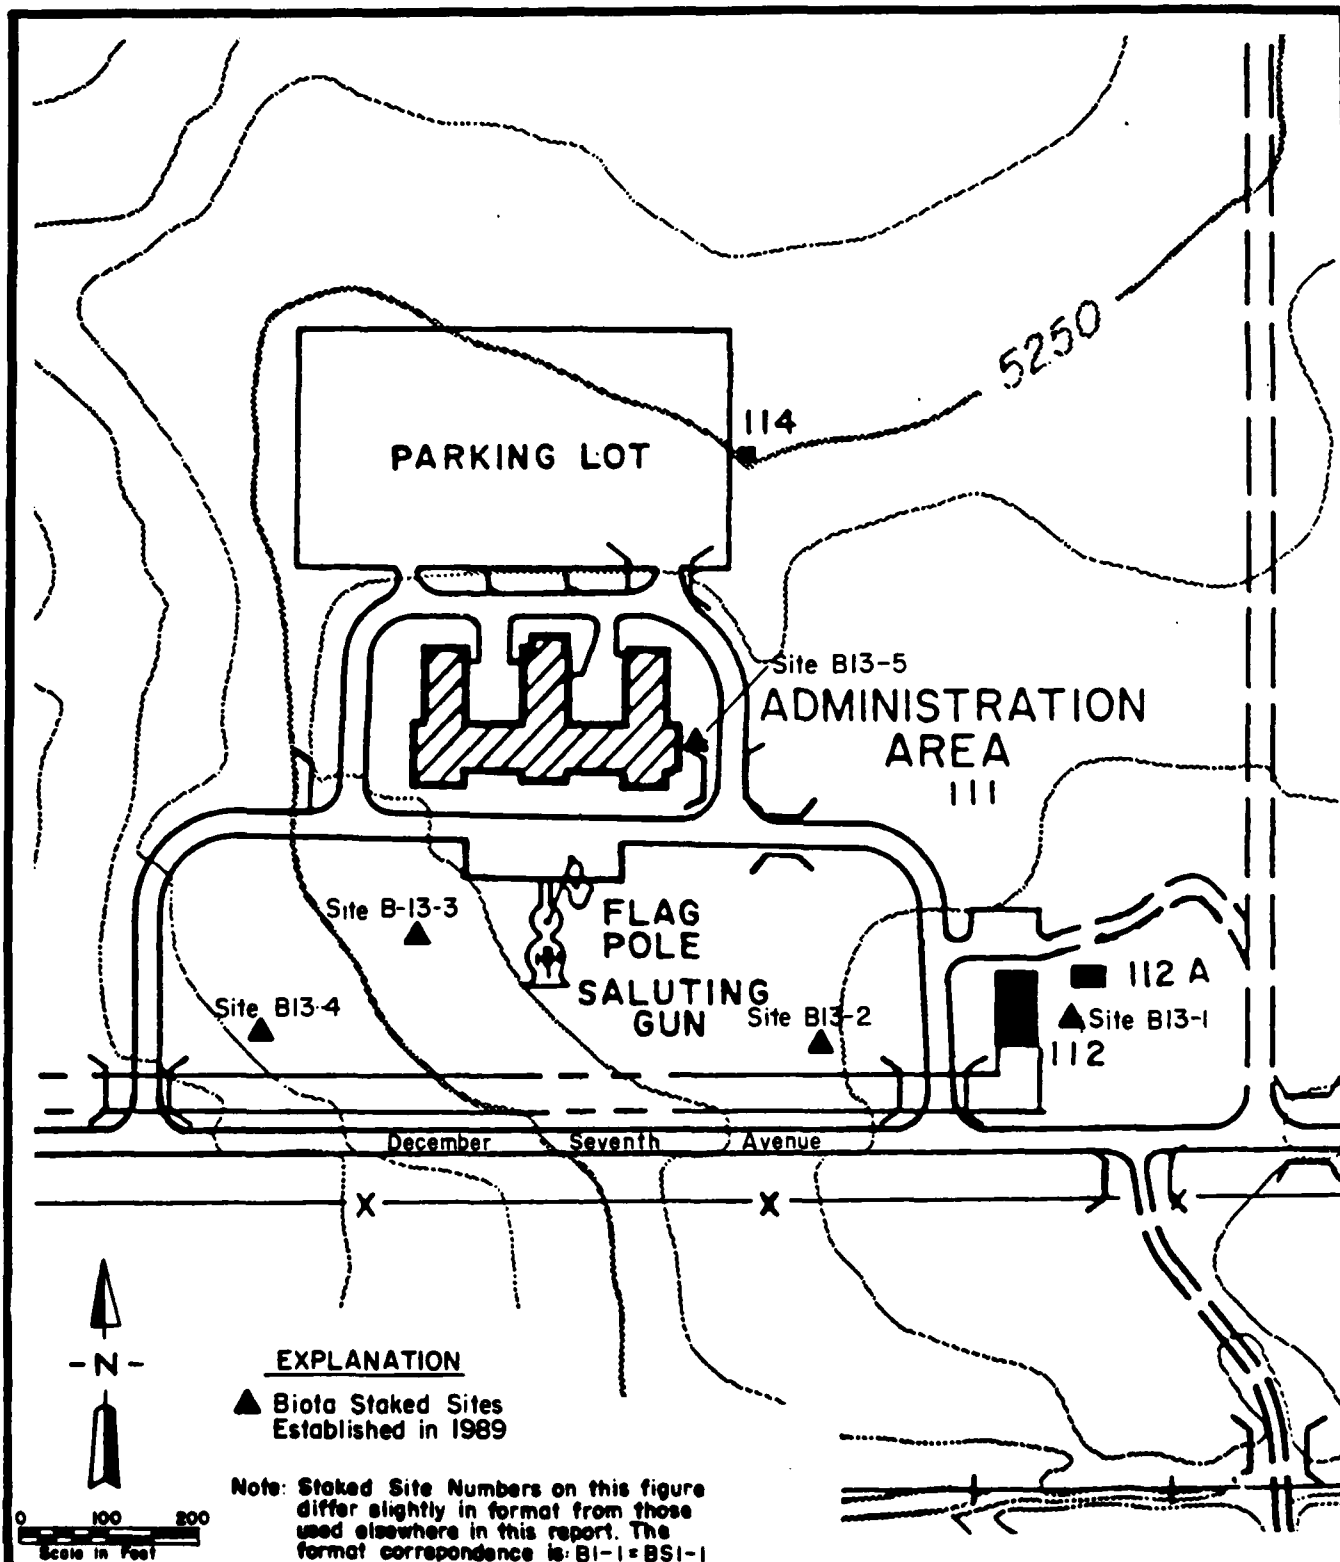 5250
114
PARKING LOT
Site B13-5
ADMINISTRATION
AREA
111
Site B-13-3
FLAG
POLE
SALUTING
GUN
Site B13-4
Site B13-2
112 A
Site B13-1
112
December Seventh Avenue
X X X
-N-
EXPLANATION
Biota Staked Sites
Established in 1989
Note: Staked Site Numbers on this figure
differ slightly in format from those
used elsewhere in this report. The
format correpondence is: B1-1 = BS1-1
0 100 200
Scale in Feet